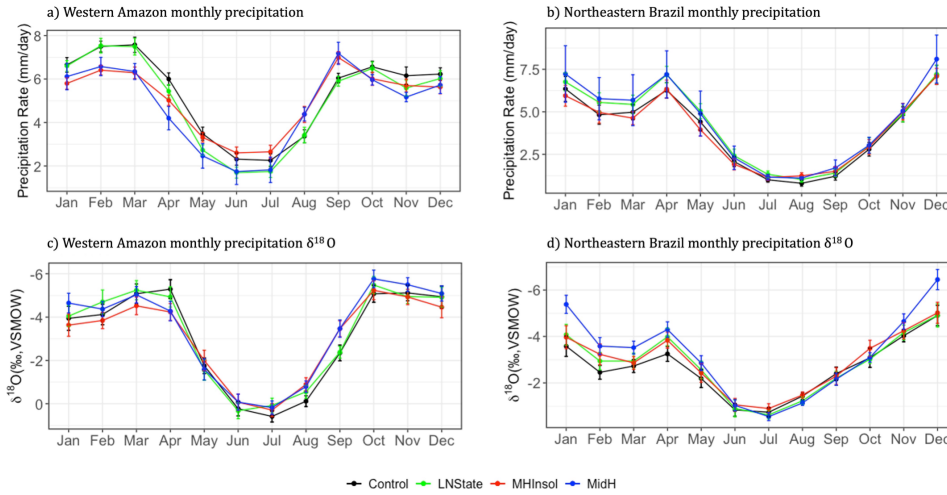 a) Western Amazon monthly precipitation
Precipitation Rate (mm/day)
8
6
4
2
Jan Feb Mar Apr May Jun Jul Aug Sep Oct Nov Dec
b) Northeastern Brazil monthly precipitation
Precipitation Rate (mm/day)
7.5
5.0
2.5
Jan Feb Mar Apr May Jun Jul Aug Sep Oct Nov Dec
c) Western Amazon monthly precipitation δ¹⁸O
δ¹⁸O(‰, VSMOW)
-6
-4
-2
0
Jan Feb Mar Apr May Jun Jul Aug Sep Oct Nov Dec
d) Northeastern Brazil monthly precipitation δ¹⁸O
δ¹⁸O(‰, VSMOW)
-6
-4
-2
Jan Feb Mar Apr May Jun Jul Aug Sep Oct Nov Dec
Control LNState MHInsol MidH